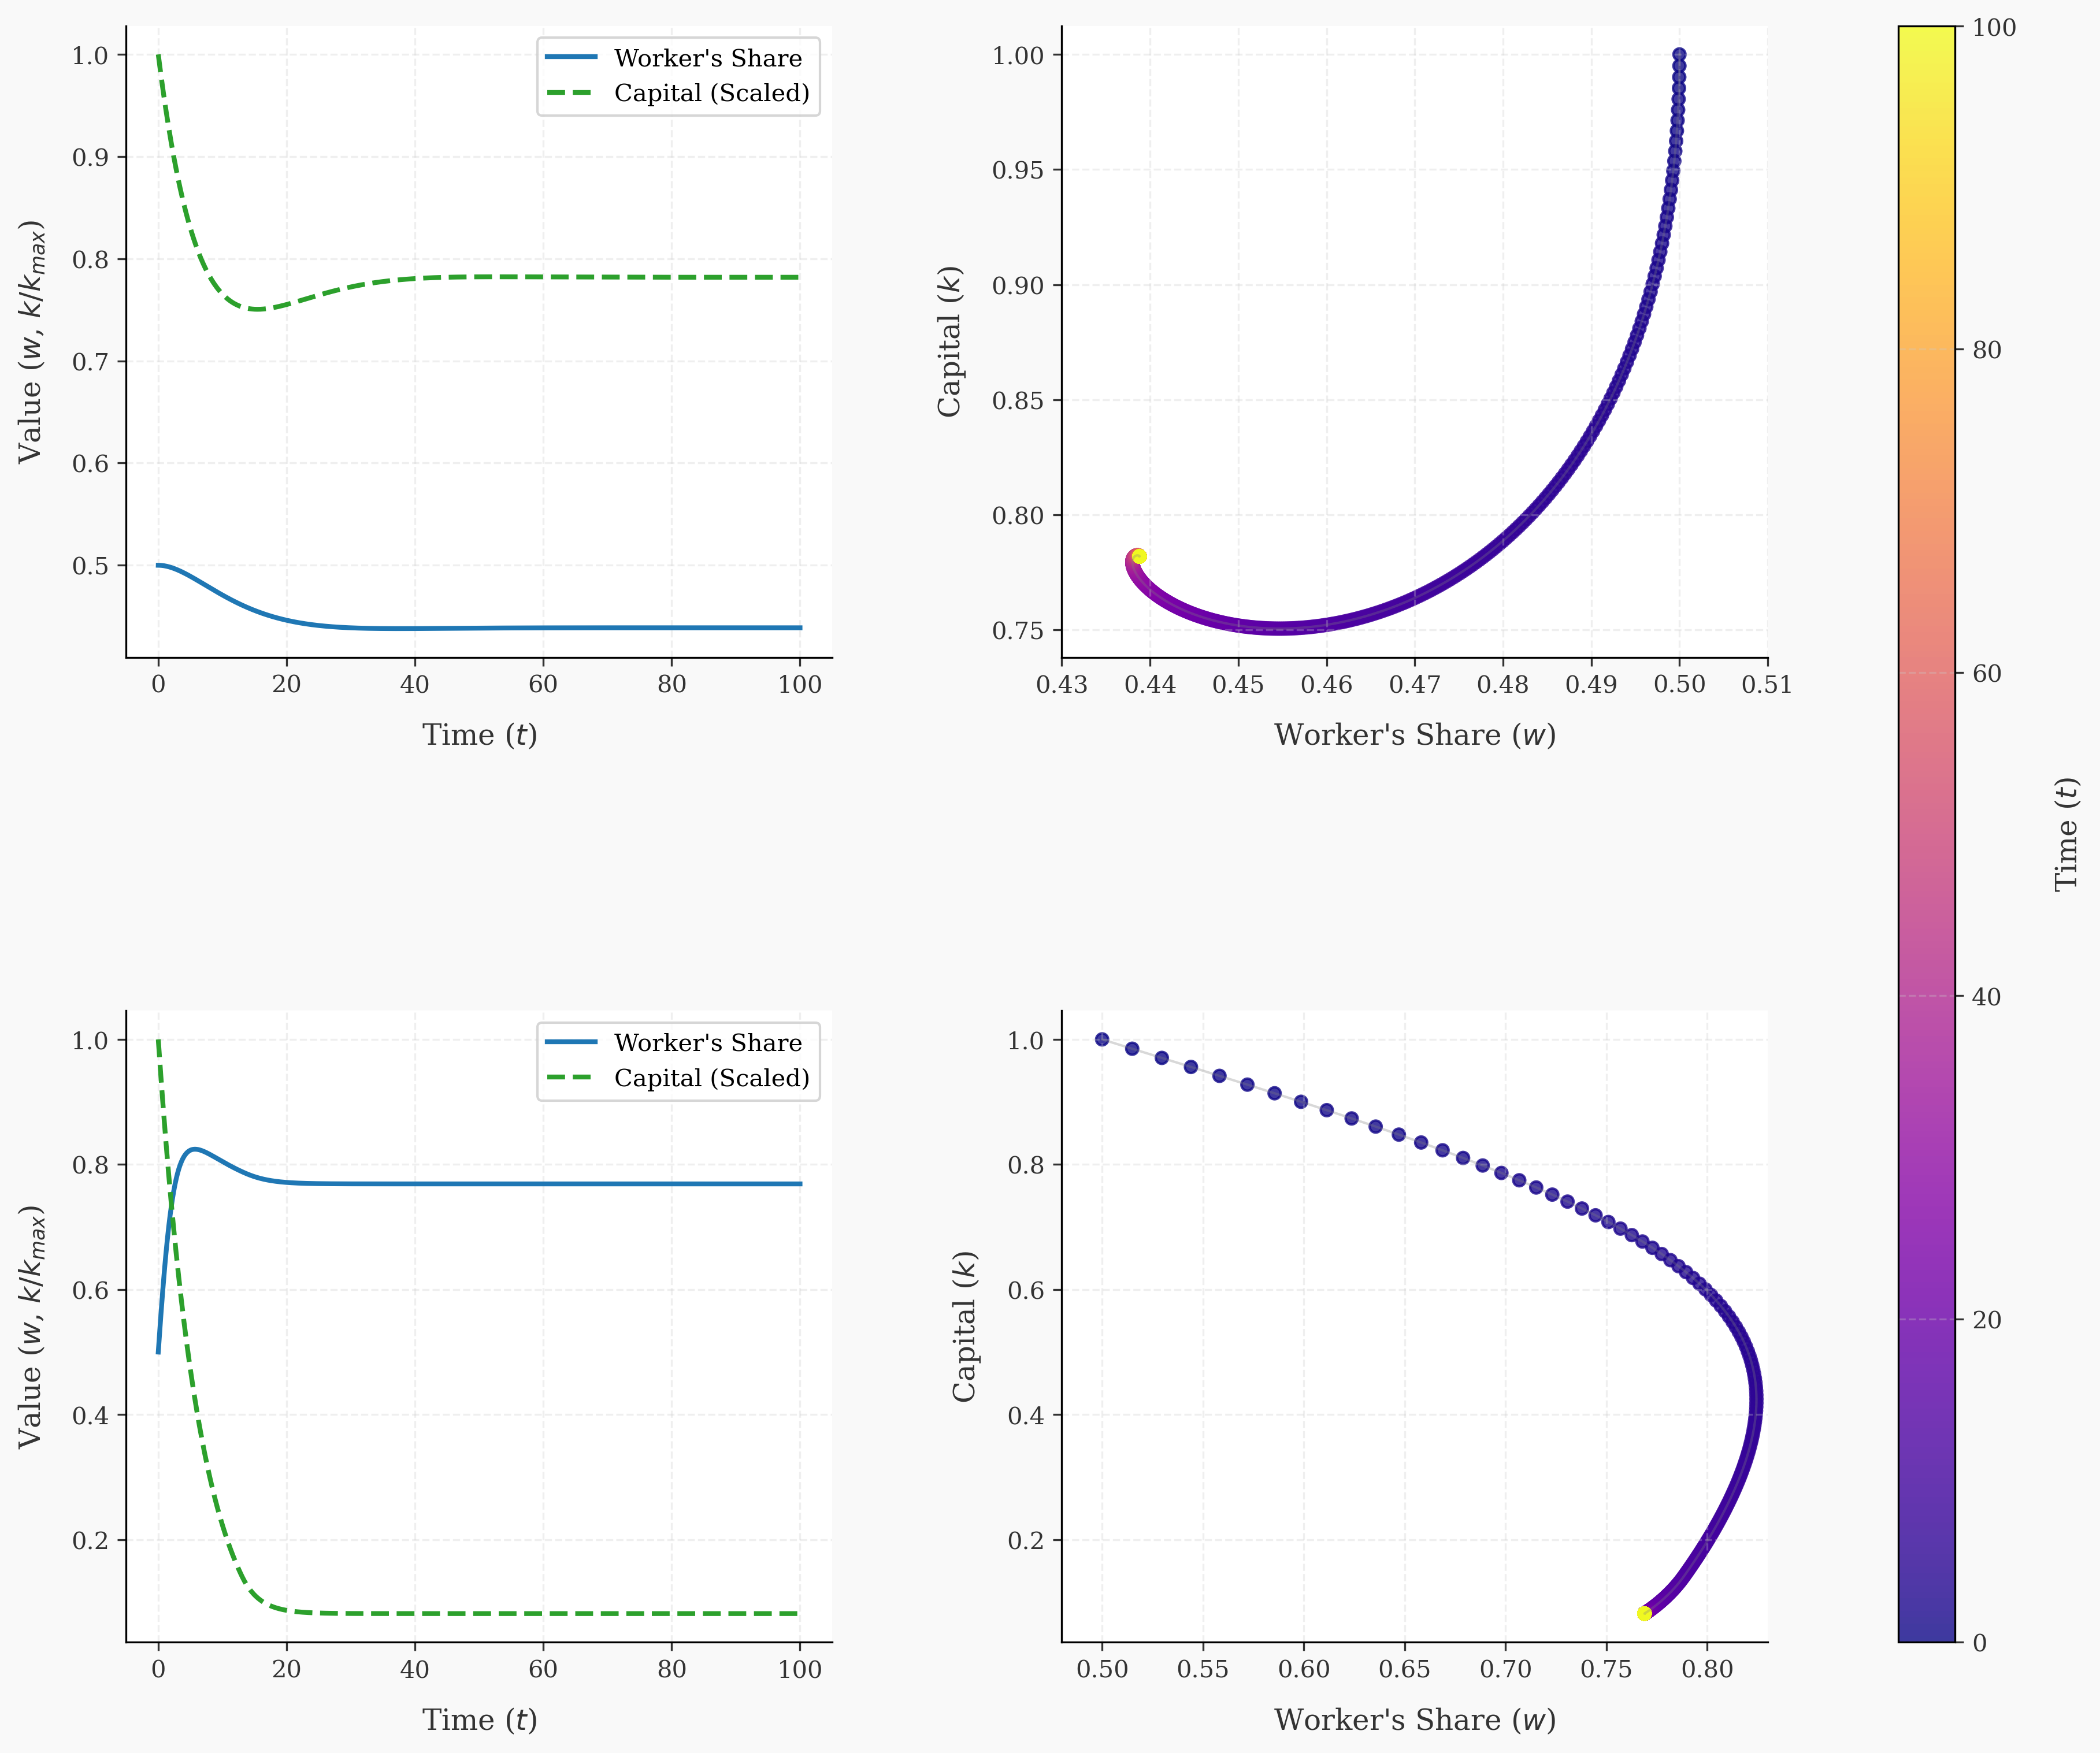 1.0
0.9
0.8
0.7
0.6
0.5
Value (w, k/k_max)
0 20 40 60 80 100
Time (t)
Worker's Share
Capital (Scaled)
1.00
0.95
0.90
0.85
0.80
0.75
Capital (k)
0.43 0.44 0.45 0.46 0.47 0.48 0.49 0.50 0.51
Worker's Share (w)
1.0
0.8
0.6
0.4
0.2
Value (w, k/k_max)
0 20 40 60 80 100
Time (t)
Worker's Share
Capital (Scaled)
1.0
0.8
0.6
0.4
0.2
Capital (k)
0.50 0.55 0.60 0.65 0.70 0.75 0.80
Worker's Share (w)
100
80
60
40
20
0
Time (t)